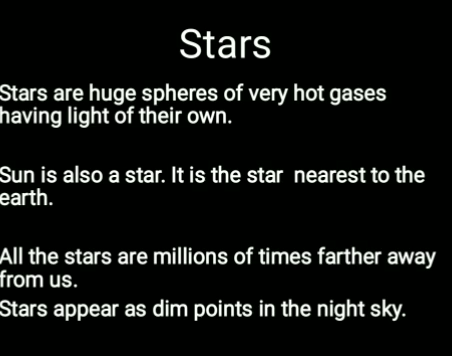 Stars
Stars are huge spheres of very hot gases
having light of their own.
Sun is also a star. It is the star  nearest to the
earth.
All the stars are millions of times farther away
from us.
Stars appear as dim points in the night sky.